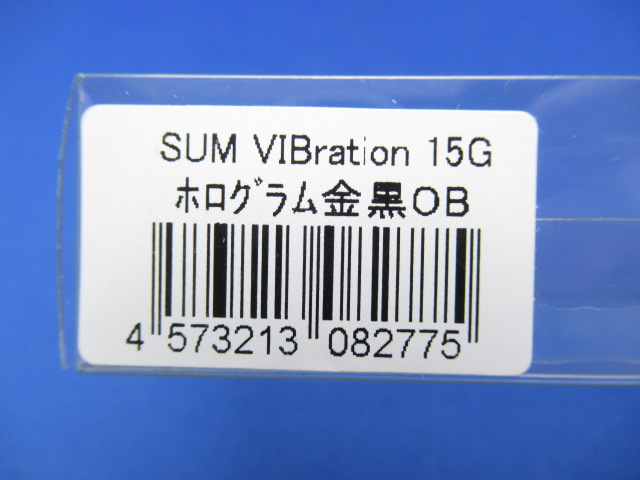 SUM VIBration 15G
ﾎﾛｸﾞﾗﾑ金黒OB
4 573213 082775